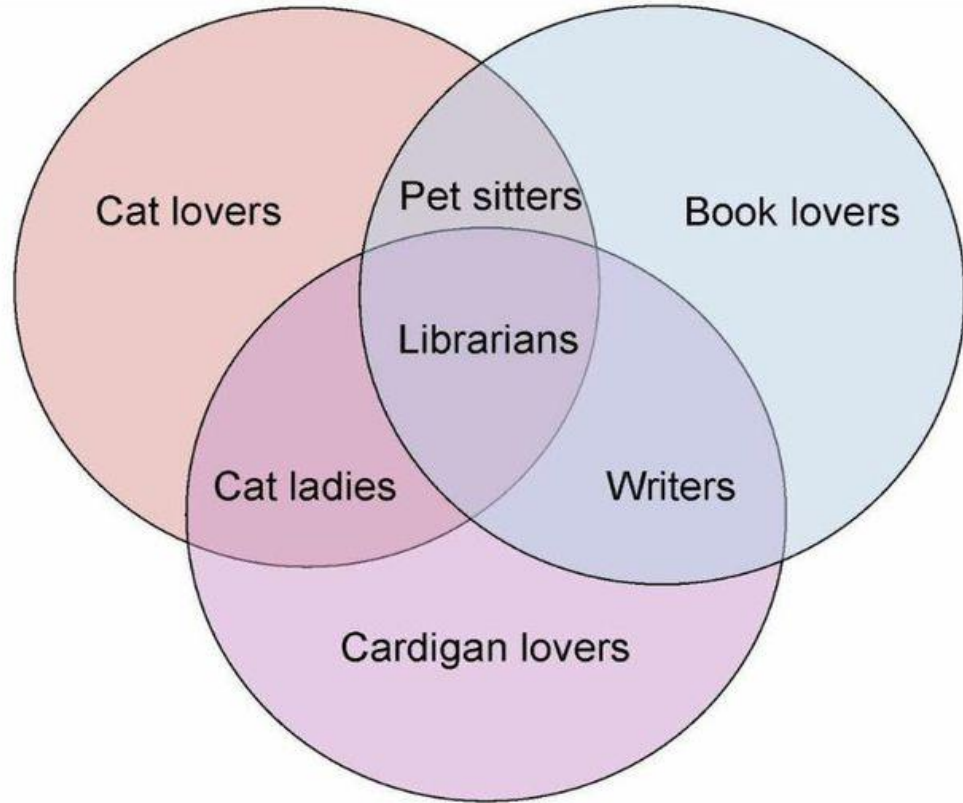 Pet sitters
Cat lovers
Book lovers
Librarians
Cat ladies
Writers
Cardigan lovers